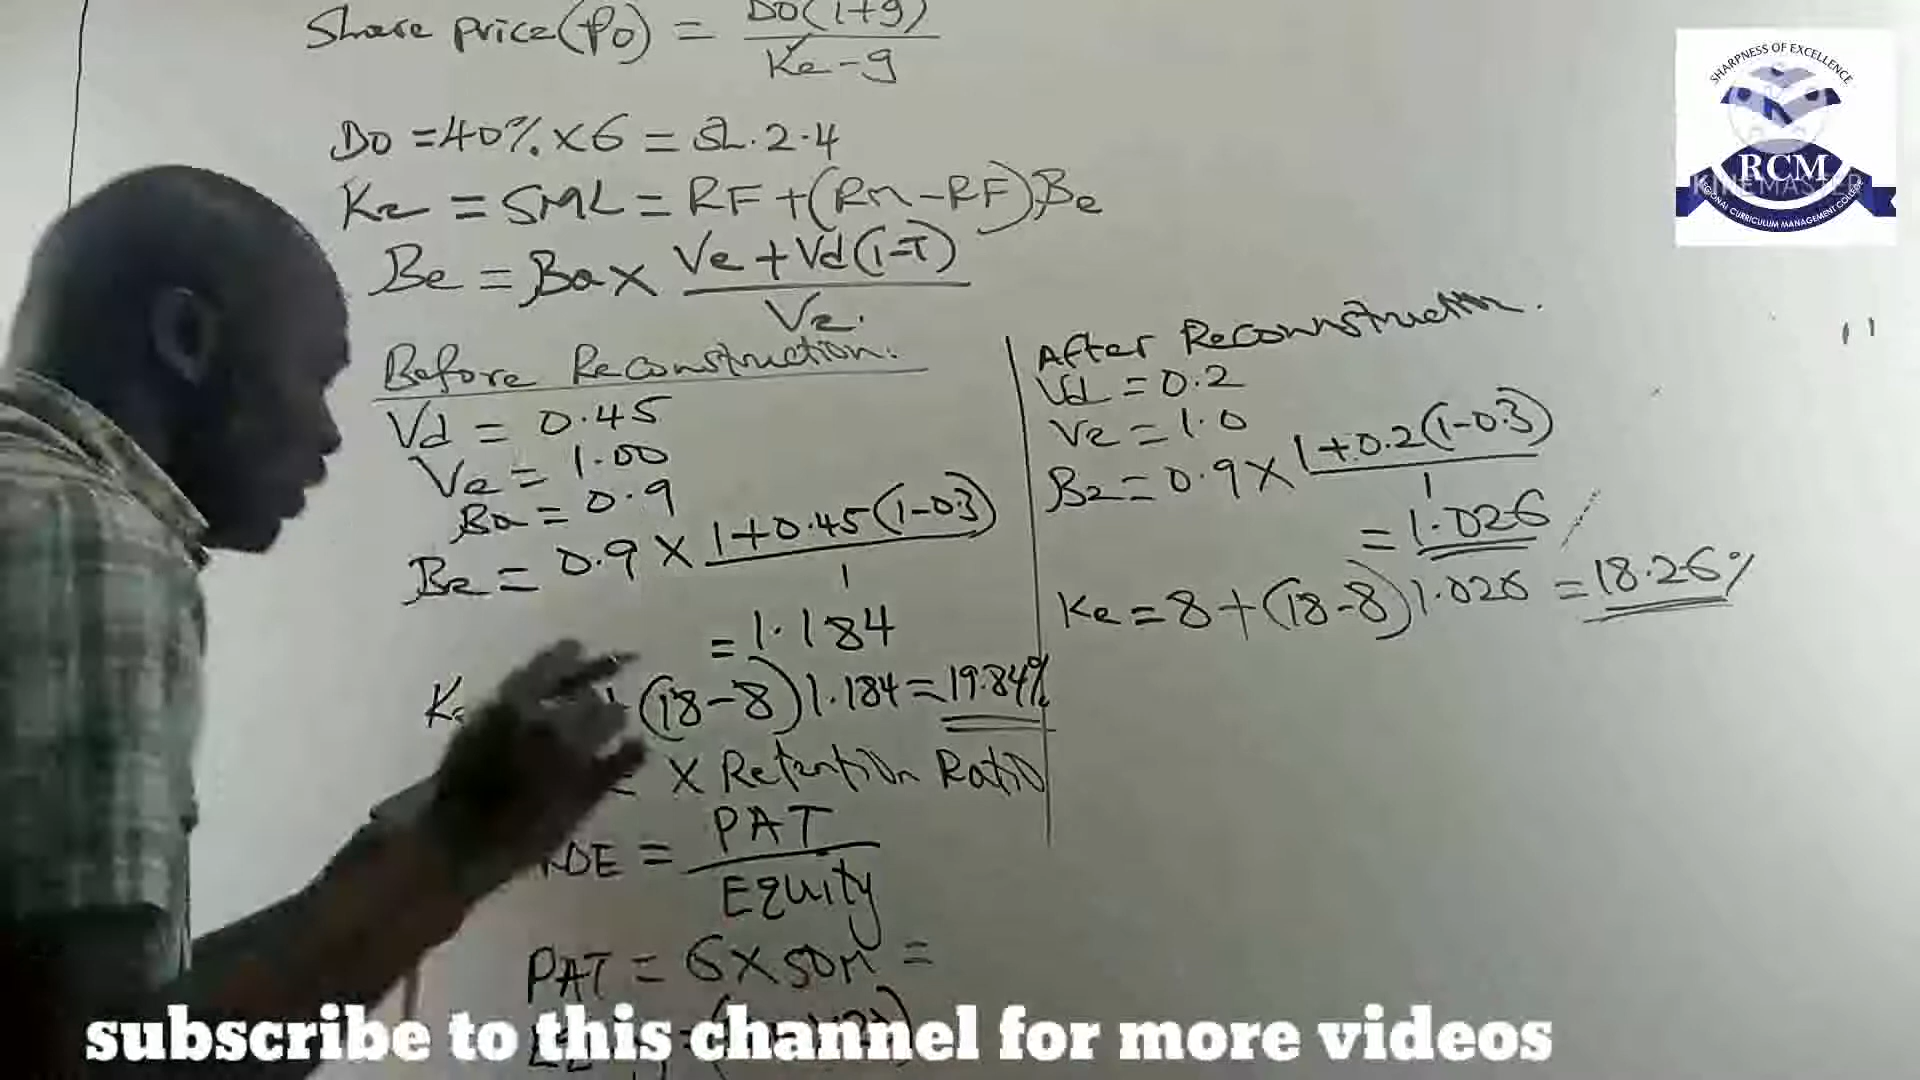 Share price(Po) = Do(1+g)
Ke-g
Do = 40% x 6 = SL.2.4
Ke = SML = RF + (Rm - RF)Be
Be = Ba x Ve + Vd(1-T)
Ve.
Before Reconstruction:
Vd = 0.45
Ve = 1.00
Ba = 0.9
Be = 0.9 x 1+0.45(1-0.3)
1
= 1.184
(18-8)1.184 = 19.84%
x Retention Ratio
= PAT
Equity
PAT = 6 x 50m =
After Reconstruction.
Vd = 0.2
Ve = 1.0
Be = 0.9 x 1+0.2(1-0.3)
1
= 1.026
Ke = 8+(18-8)1.026 = 18.26%
SHARPNESS OF EXCELLENCE
RCM
KINEMASTER
REGIONAL CURRICULUM MANAGEMENT COLLEGE
subscribe to this channel for more videos